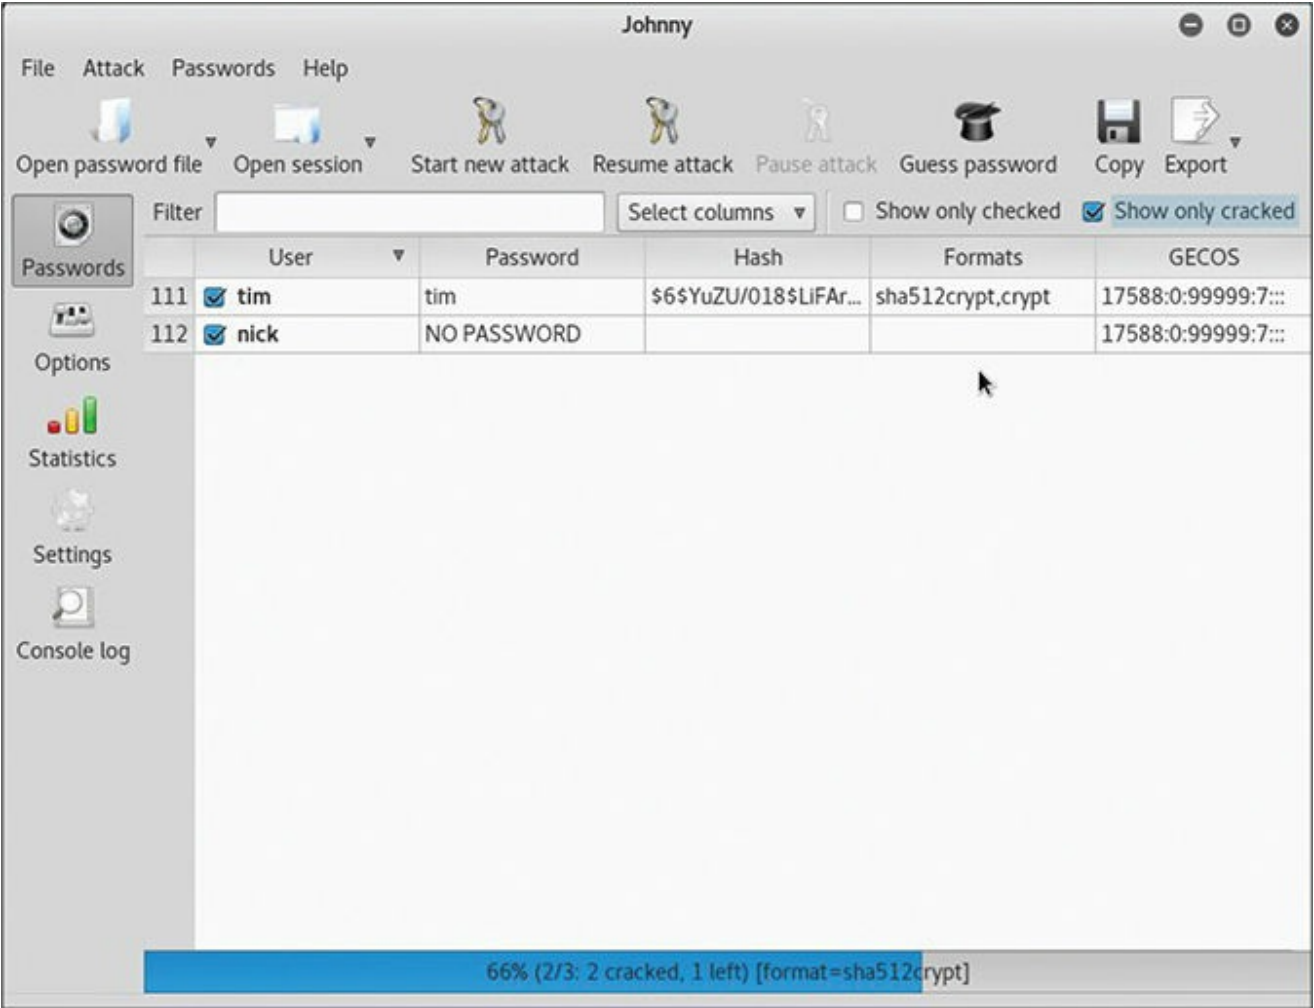 Johnny
File Attack Passwords Help
Open password file Open session Start new attack Resume attack Pause attack Guess password Copy Export
Passwords
Filter Select columns Show only checked Show only cracked
User Password Hash Formats GECOS
111 tim tim $6$YuZU/018$LiFAr... sha512crypt,crypt 17588:0:99999:7:::
112 nick NO PASSWORD 17588:0:99999:7:::
Options
Statistics
Settings
Console log
66% (2/3: 2 cracked, 1 left) [format=sha512crypt]